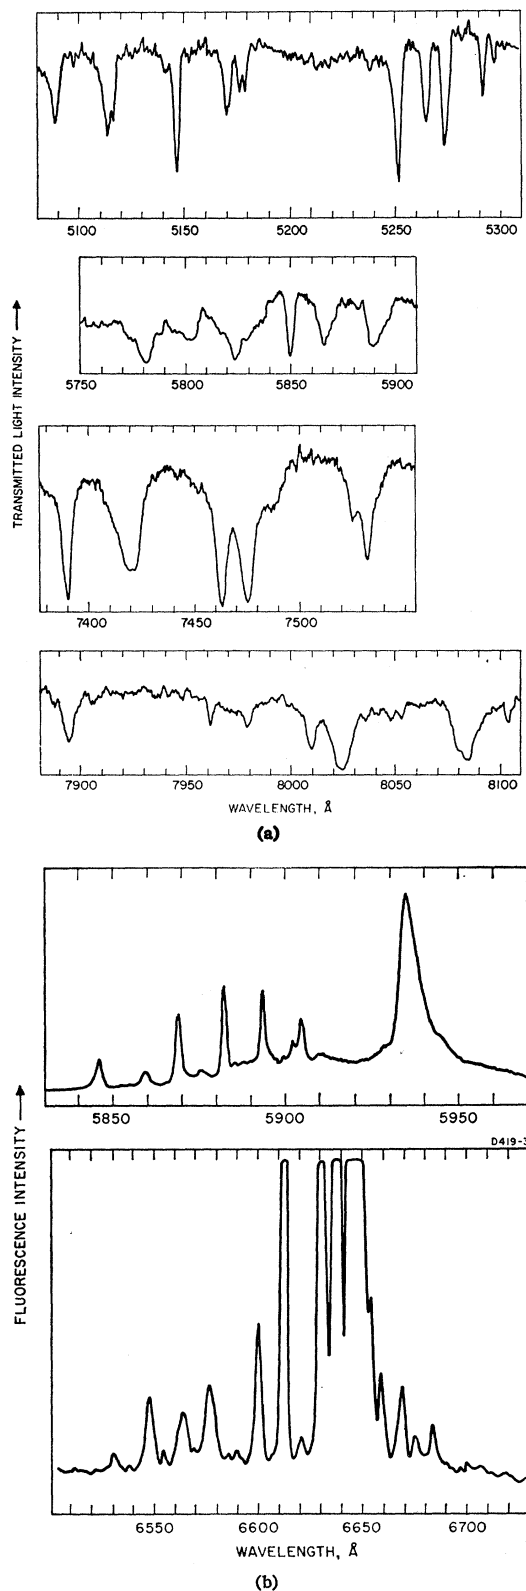 TRANSMITTED LIGHT INTENSITY
5100 5150 5200 5250 5300
5750 5800 5850 5900
7400 7450 7500
7900 7950 8000 8050 8100
WAVELENGTH, Å
(a)
FLUORESCENCE INTENSITY
5850 5900 5950
D419-3
6550 6600 6650 6700
WAVELENGTH, Å
(b)